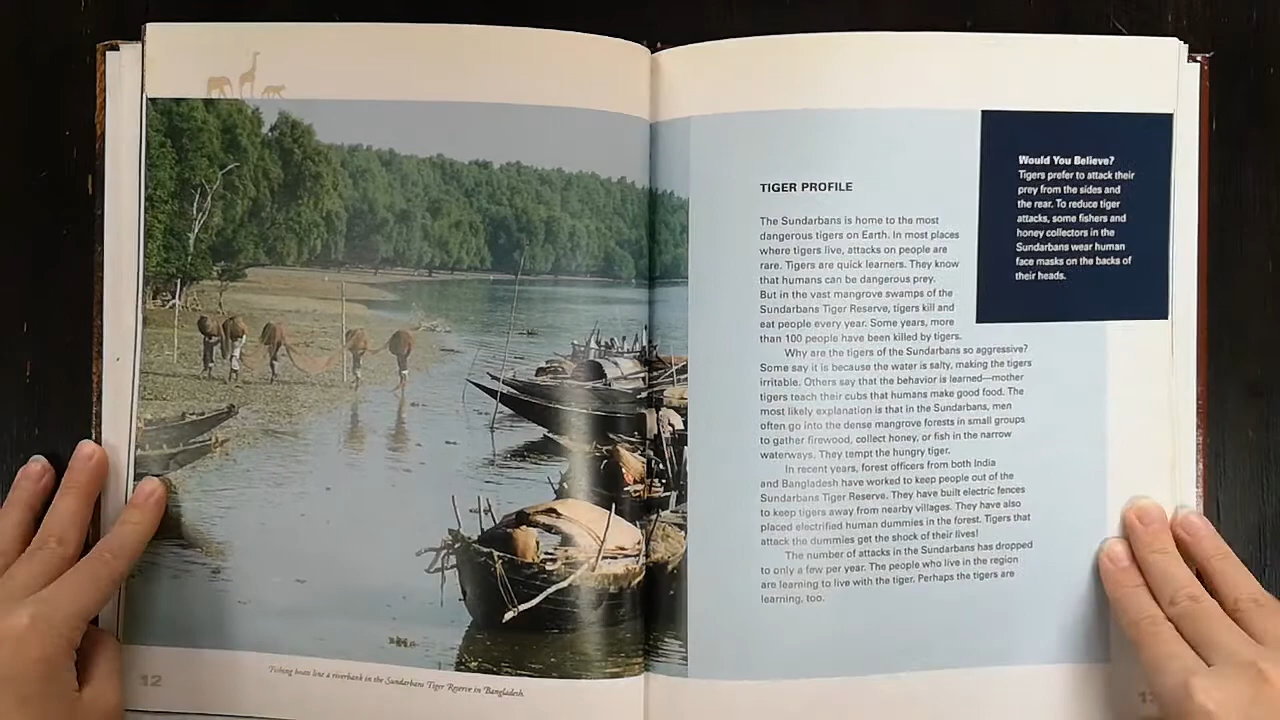 12
Fishing boats line a riverbank in the Sundarbans Tiger Reserve in Bangladesh.
TIGER PROFILE
The Sundarbans is home to the most
dangerous tigers on Earth. In most places
where tigers live, attacks on people are
rare. Tigers are quick learners. They know
that humans can be dangerous prey.
But in the vast mangrove swamps of the
Sundarbans Tiger Reserve, tigers kill and
eat people every year. Some years, more
than 100 people have been killed by tigers.
Why are the tigers of the Sundarbans so aggressive?
Some say it is because the water is salty, making the tigers
irritable. Others say that the behavior is learned—mother
tigers teach their cubs that humans make good food. The
most likely explanation is that in the Sundarbans, men
often go into the dense mangrove forests in small groups
to gather firewood, collect honey, or fish in the narrow
waterways. They tempt the hungry tiger.
In recent years, forest officers from both India
and Bangladesh have worked to keep people out of the
Sundarbans Tiger Reserve. They have built electric fences
to keep tigers away from nearby villages. They have also
placed electrified human dummies in the forest. Tigers that
attack the dummies get the shock of their lives!
The number of attacks in the Sundarbans has dropped
to only a few per year. The people who live in the region
are learning to live with the tiger. Perhaps the tigers are
learning, too.
Would You Believe?
Tigers prefer to attack their
prey from the sides and
the rear. To reduce tiger
attacks, some fishers and
honey collectors in the
Sundarbans wear human
face masks on the backs of
their heads.